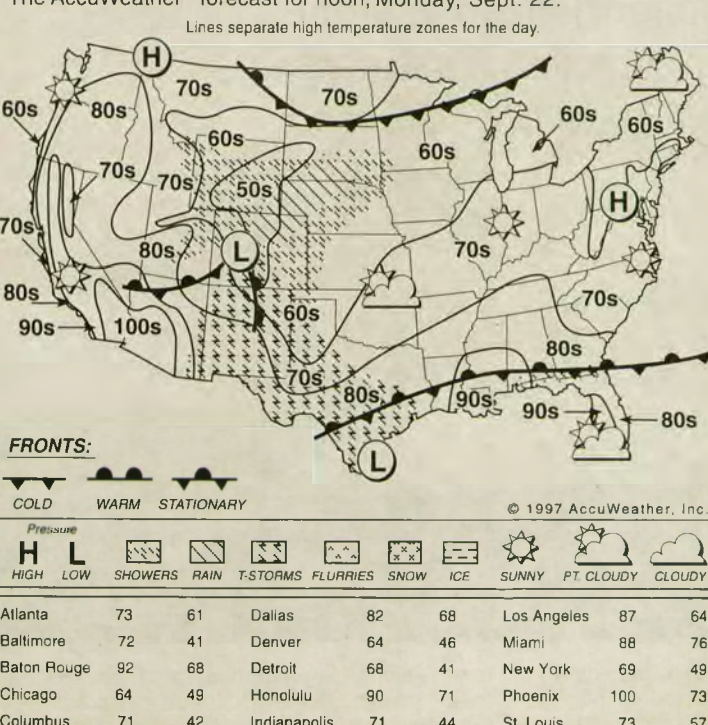 The AccuWeather® forecast for noon, Monday, Sept. 22.
Lines separate high temperature zones for the day.
H
70s
70s
60s
80s
60s
60s
60s
60s
70s
70s
50s
H
70s
80s
L
70s
80s
60s
70s
90s
100s
80s
70s
80s
90s
90s
80s
L
FRONTS:
COLD WARM STATIONARY
© 1997 AccuWeather, Inc.
Pressure
H L
HIGH LOW SHOWERS RAIN T-STORMS FLURRIES SNOW ICE SUNNY PT. CLOUDY CLOUDY
Atlanta 73 61 Dallas 82 68 Los Angeles 87 64
Baltimore 72 41 Denver 64 46 Miami 88 76
Baton Rouge 92 68 Detroit 68 41 New York 69 49
Chicago 64 49 Honolulu 90 71 Phoenix 100 73
Columbus 71 42 Indianapolis 71 44 St. Louis 73 57